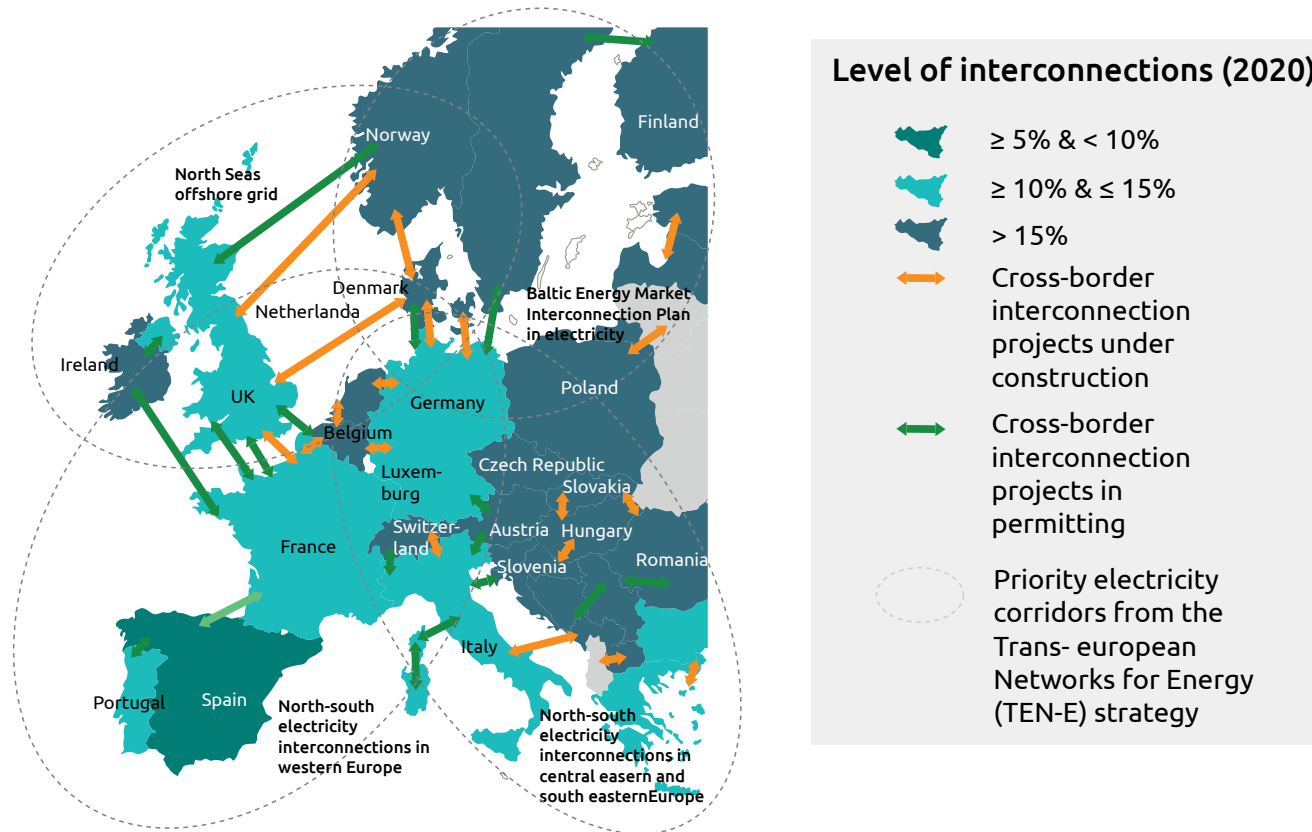 Norway
Finland
North Seas
offshore grid
Denmark
Netherlanda
Baltic Energy Market
Interconnection Plan
in electricity
Ireland
UK
Germany
Poland
Belgium
Czech Republic
Luxem-
burg
Slovakia
Switzer-
land
Austria
Hungary
France
Slovenia
Romania
Italy
Portugal
Spain
North-south
electricity
interconnections in
western Europe
North-south
electricity
interconnections in
central easern and
south easternEurope
Level of interconnections (2020)
≥ 5% & < 10%
≥ 10% & ≤ 15%
> 15%
Cross-border
interconnection
projects under
construction
Cross-border
interconnection
projects in
permitting
Priority electricity
corridors from the
Trans- european
Networks for Energy
(TEN-E) strategy